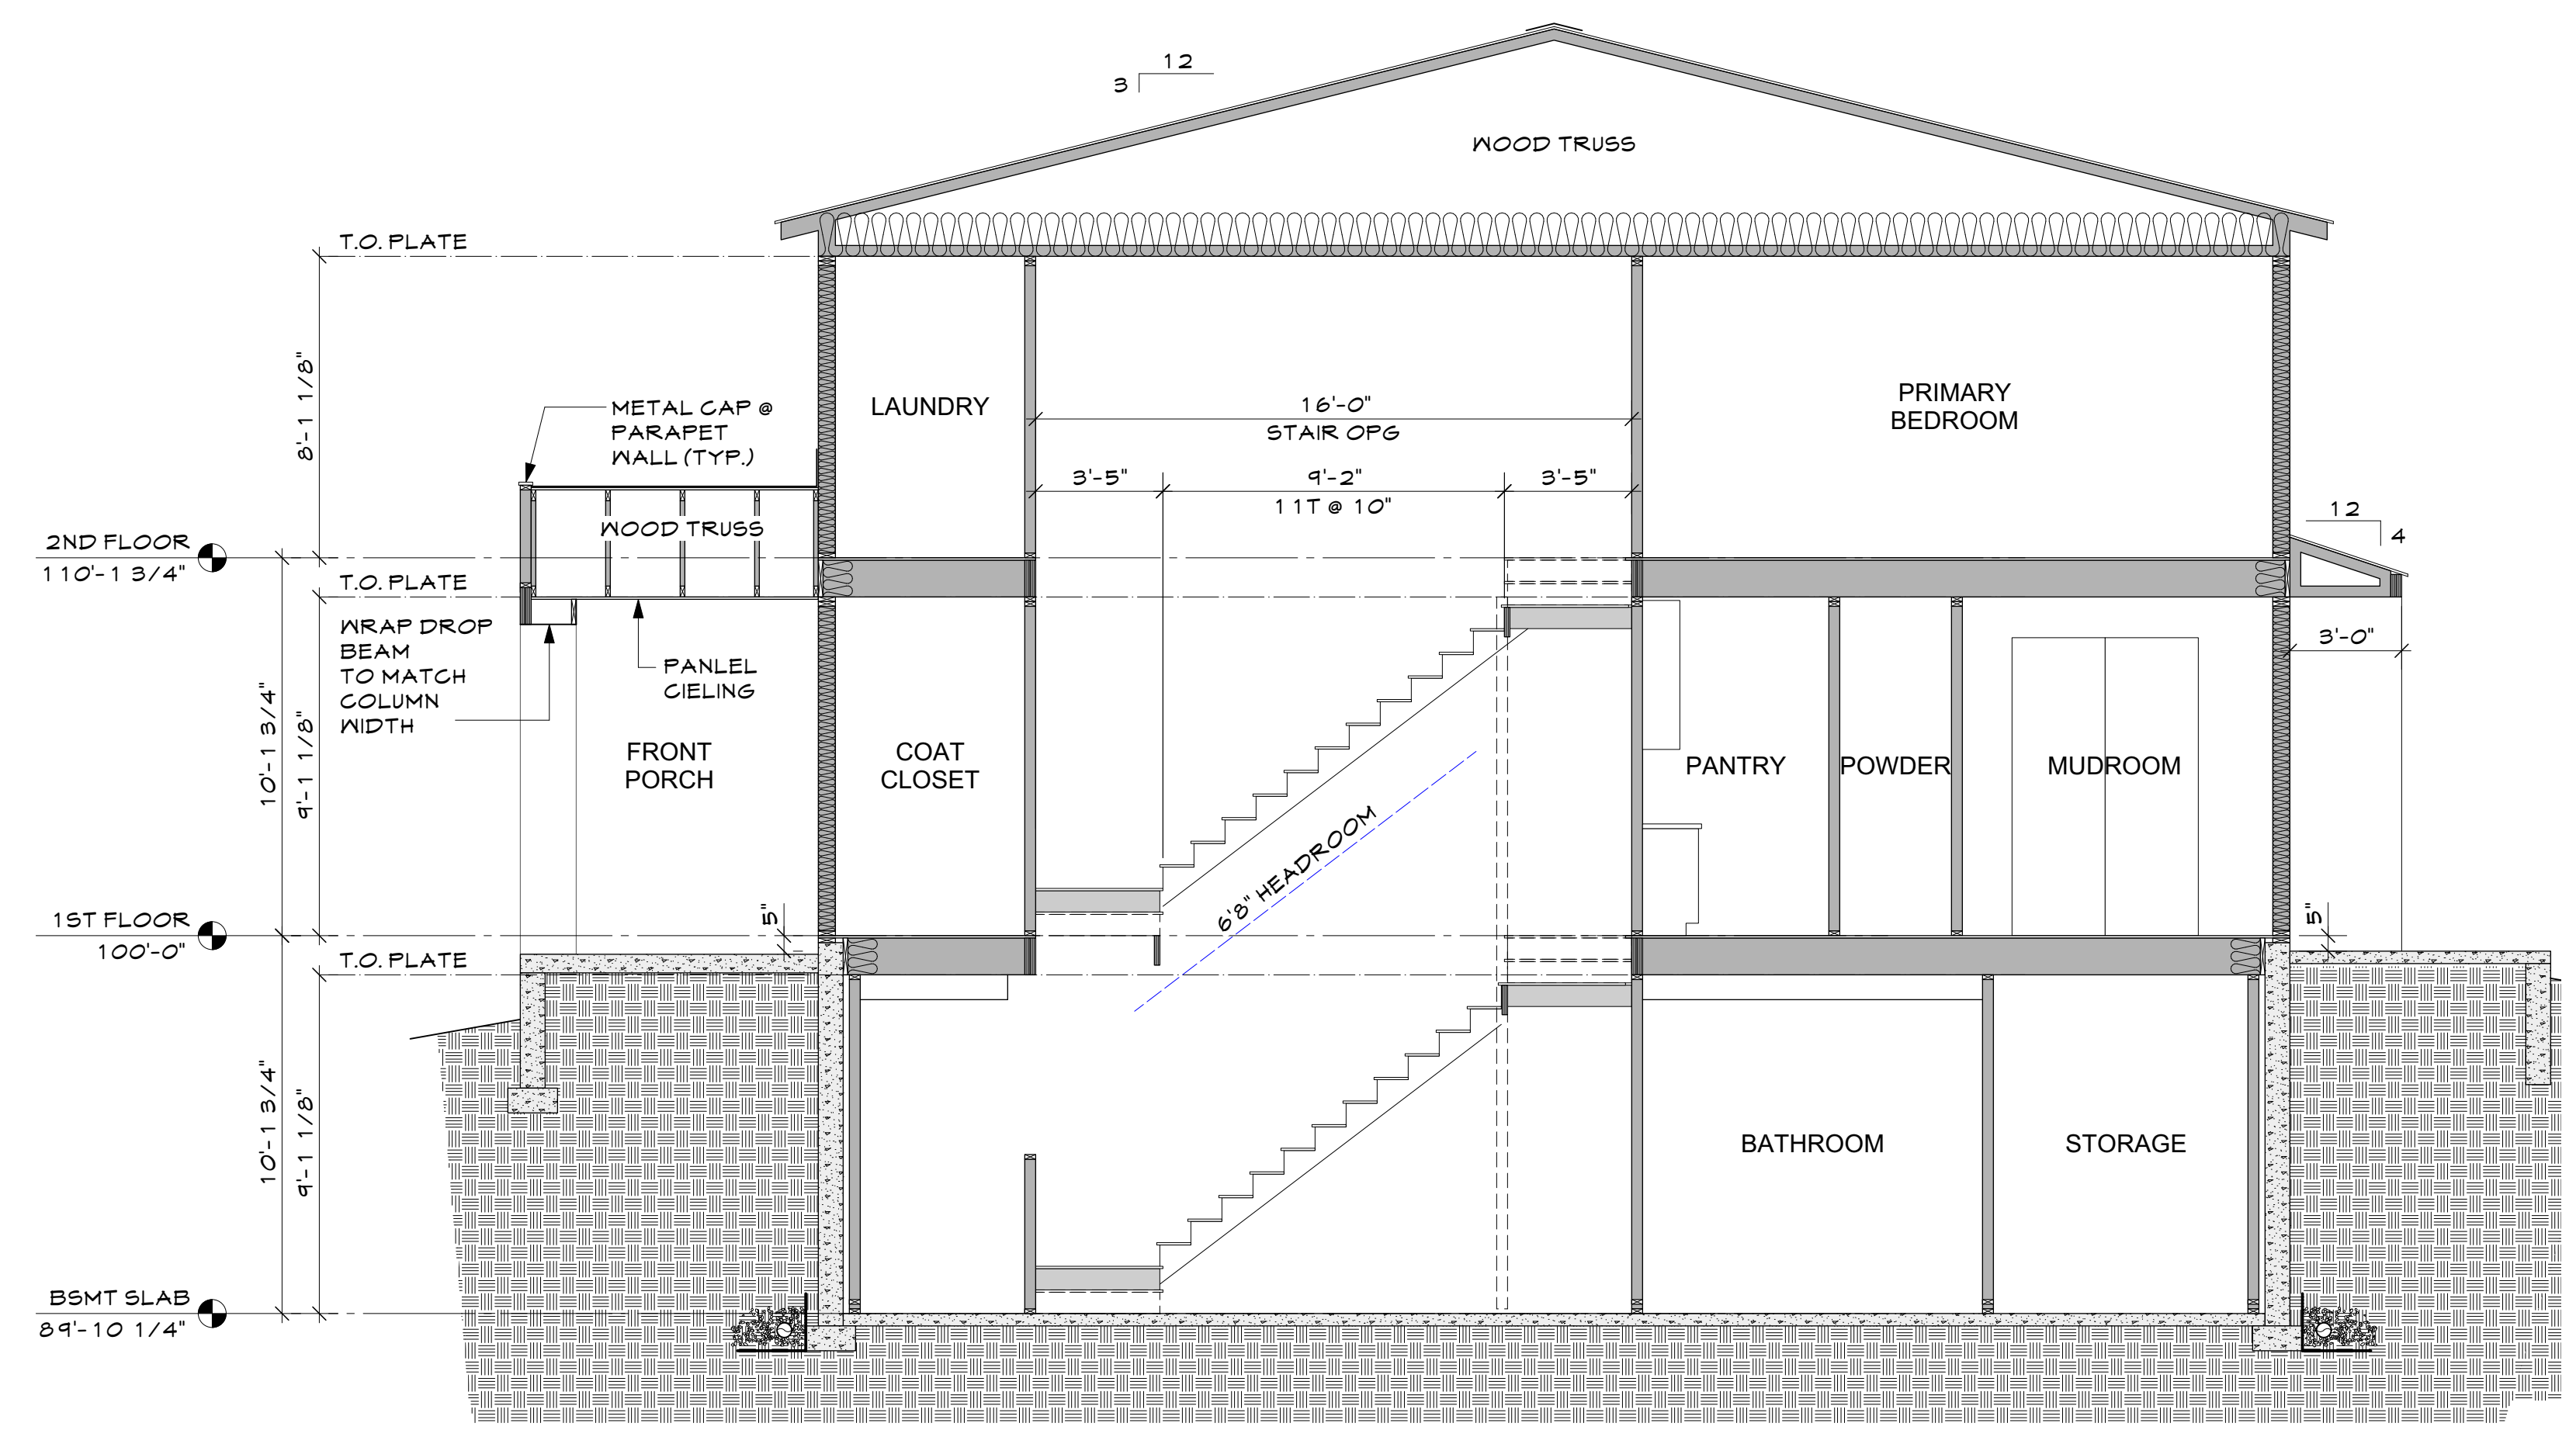 12
3
WOOD TRUSS
T.O. PLATE
8'-1 1/8"
METAL CAP @
PARAPET
WALL (TYP.)
LAUNDRY
16'-0"
STAIR OPG
PRIMARY
BEDROOM
3'-5"
9'-2"
3'-5"
11T @ 10"
WOOD TRUSS
12
4
2ND FLOOR
110'-1 3/4"
T.O. PLATE
WRAP DROP
BEAM
TO MATCH
COLUMN
WIDTH
PANLEL
CIELING
3'-0"
10'-1 3/4"
9'-1 1/8"
FRONT
PORCH
COAT
CLOSET
6'8" HEADROOM
PANTRY
POWDER
MUDROOM
5"
5"
1ST FLOOR
100'-0"
T.O. PLATE
10'-1 3/4"
9'-1 1/8"
BATHROOM
STORAGE
BSMT SLAB
89'-10 1/4"